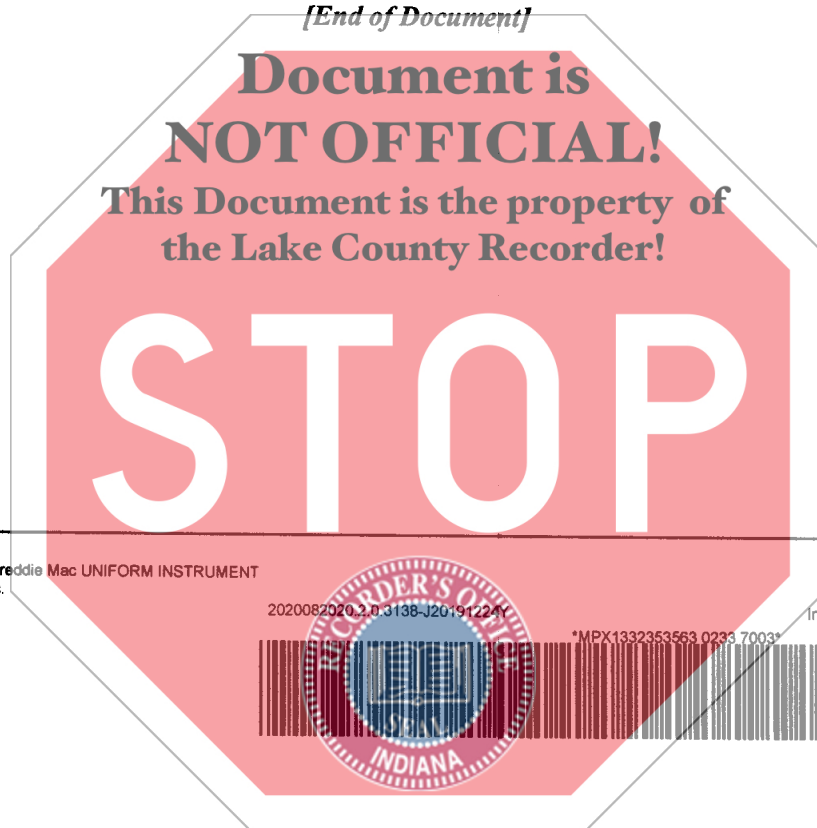 [End of Document]
Document is
NOT OFFICIAL!
This Document is the property of
the Lake County Recorder!
STOP
reddie Mac UNIFORM INSTRUMENT
RECORDER'S OFFICE
2020082020.2.0.3138-J20191224Y
*MPX1332353563 0233 7003*
SEAL
INDIANA